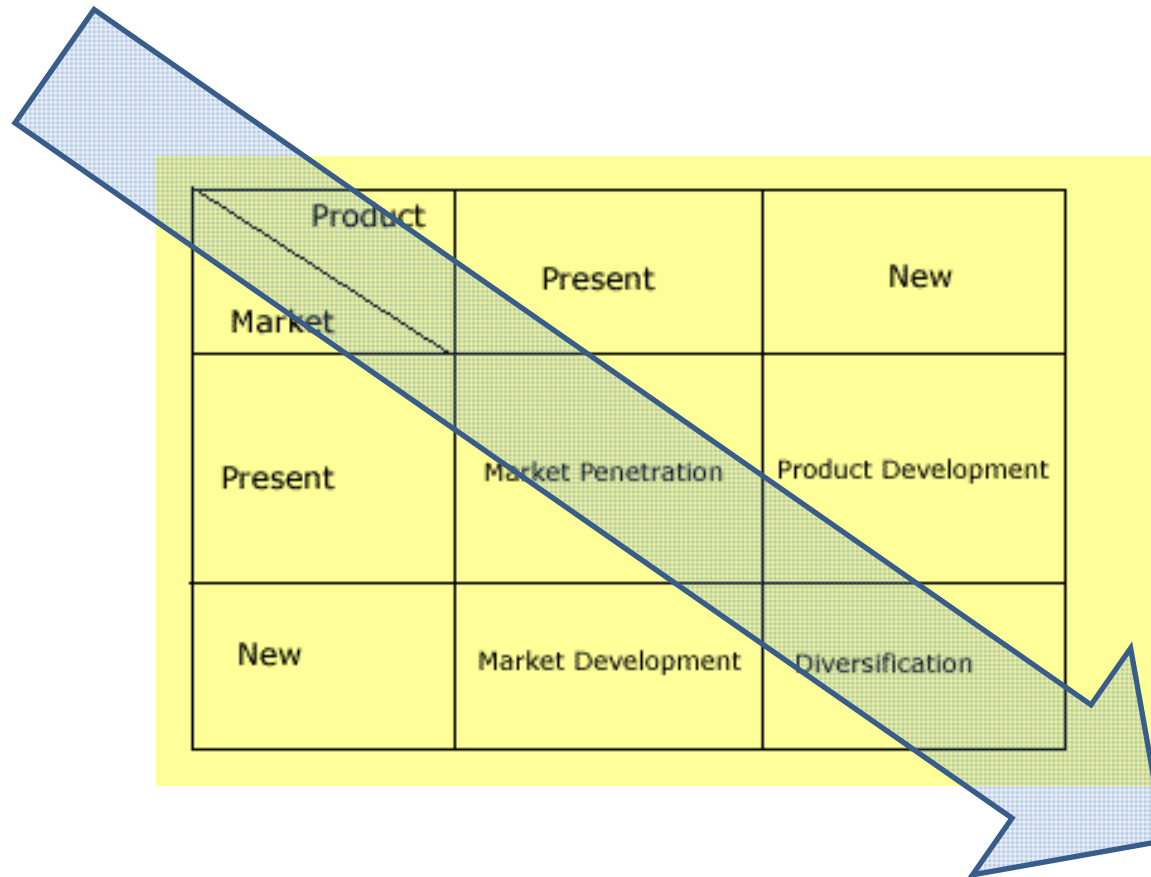 Product
Market
Present
New
Present
Market Penetration
Product Development
New
Market Development
Diversification